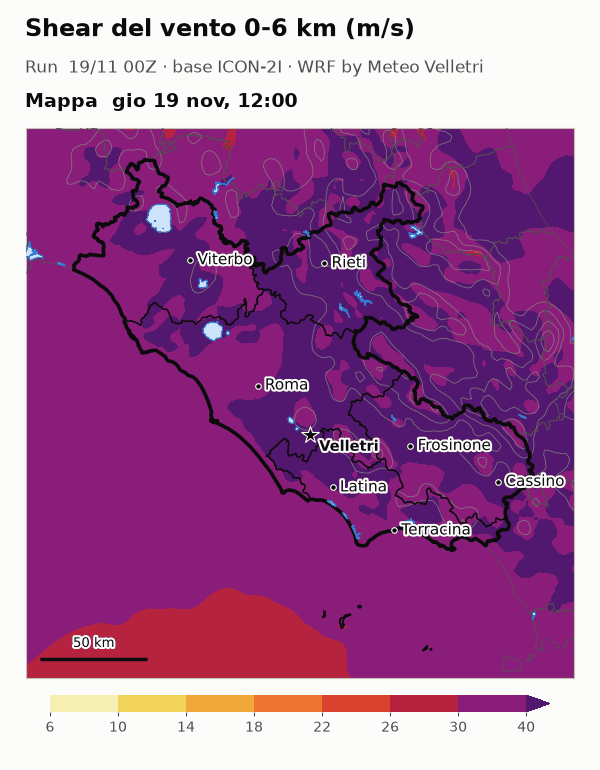 Shear del vento 0-6 km (m/s)
Run 19/11 00Z · base ICON-2I · WRF by Meteo Velletri
Mappa gio 19 nov, 12:00
Viterbo
Rieti
Roma
Velletri
Frosinone
Cassino
Latina
Terracina
50 km
6 10 14 18 22 26 30 40